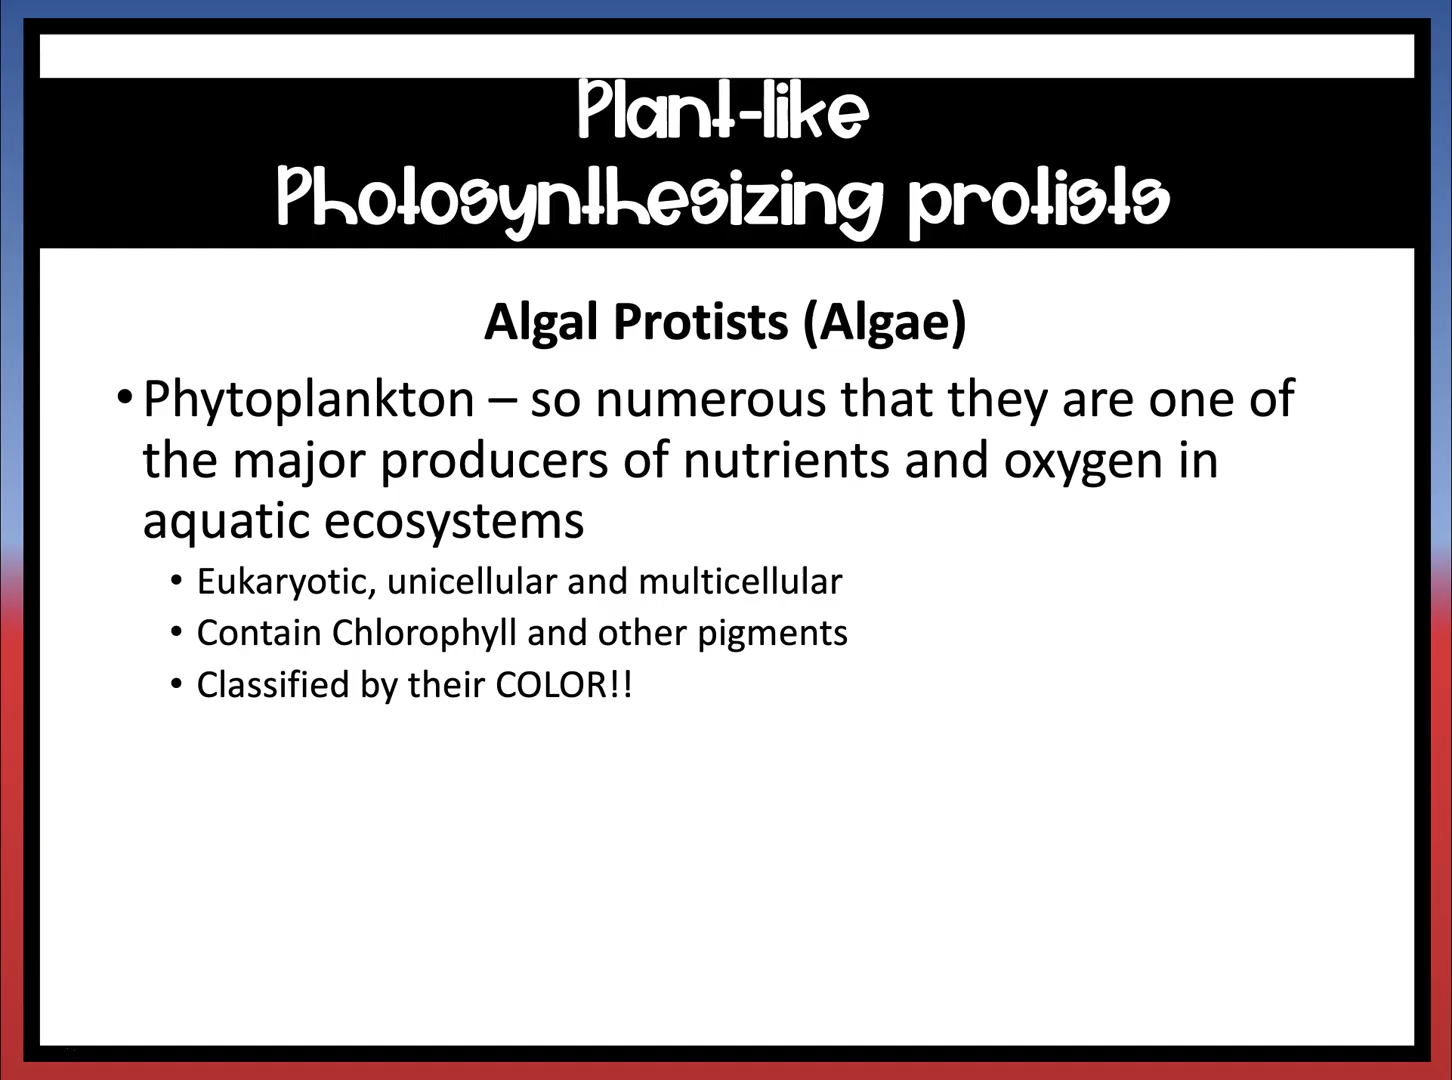 Plant-like
Photosynthesizing protists
Algal Protists (Algae)
• Phytoplankton – so numerous that they are one of
the major producers of nutrients and oxygen in
aquatic ecosystems
• Eukaryotic, unicellular and multicellular
• Contain Chlorophyll and other pigments
• Classified by their COLOR!!